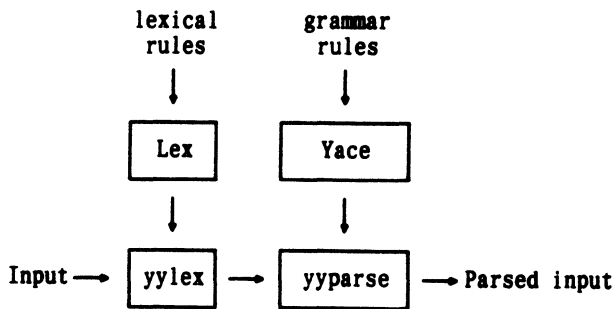 lexical
rules
grammar
rules
Lex
Yace
Input
yylex
yyparse
Parsed input